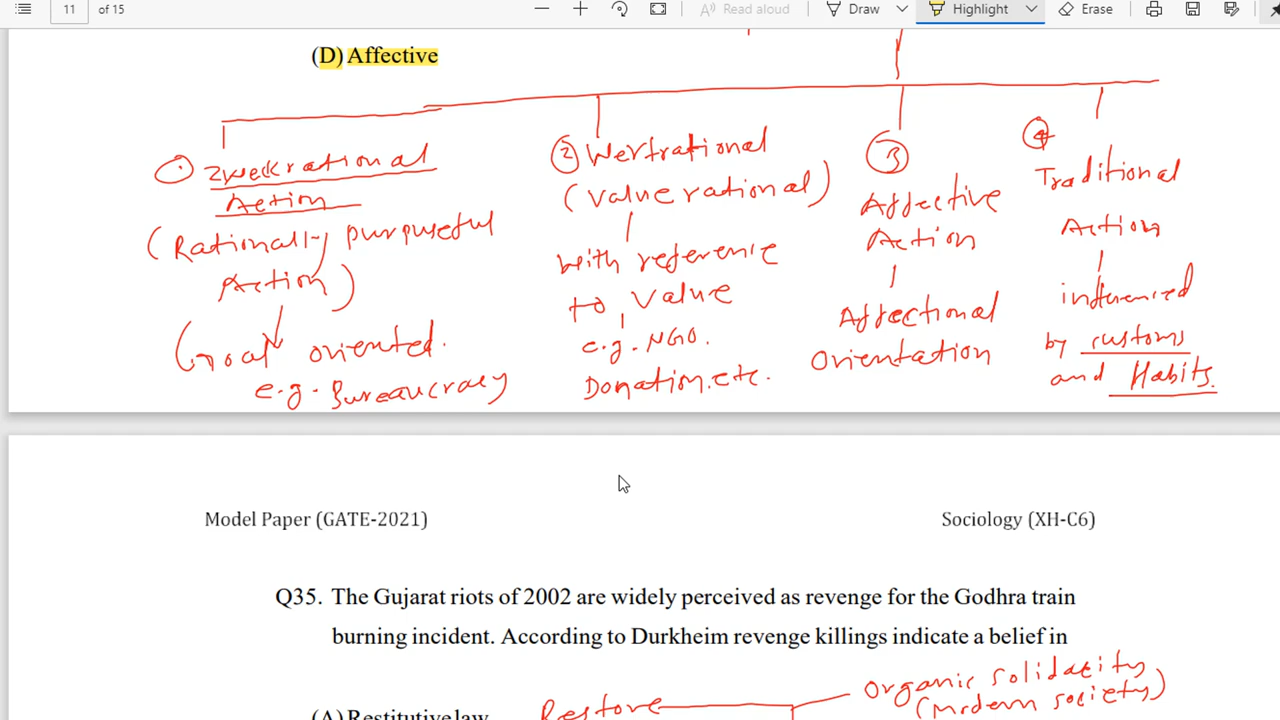 11 of 15
Read aloud
Draw
Highlight
Erase
(D) Affective
① Zweckrational
Action
(Rationally purpuseful
Action)
Goal oriented.
e.g. Bureaucracy
② Wertrational
(Value rational)
with reference
to Value
e.g. NGO.
Donation, etc.
③
Affective
Action
Affectional
Orientation
④
Traditional
Action
by customs
and Habits.
Model Paper (GATE-2021)
Sociology (XH-C6)
Q35. The Gujarat riots of 2002 are widely perceived as revenge for the Godhra train
burning incident. According to Durkheim revenge killings indicate a belief in
Organic solidarity
(Modern society)
(A) Restitutive law
Restore